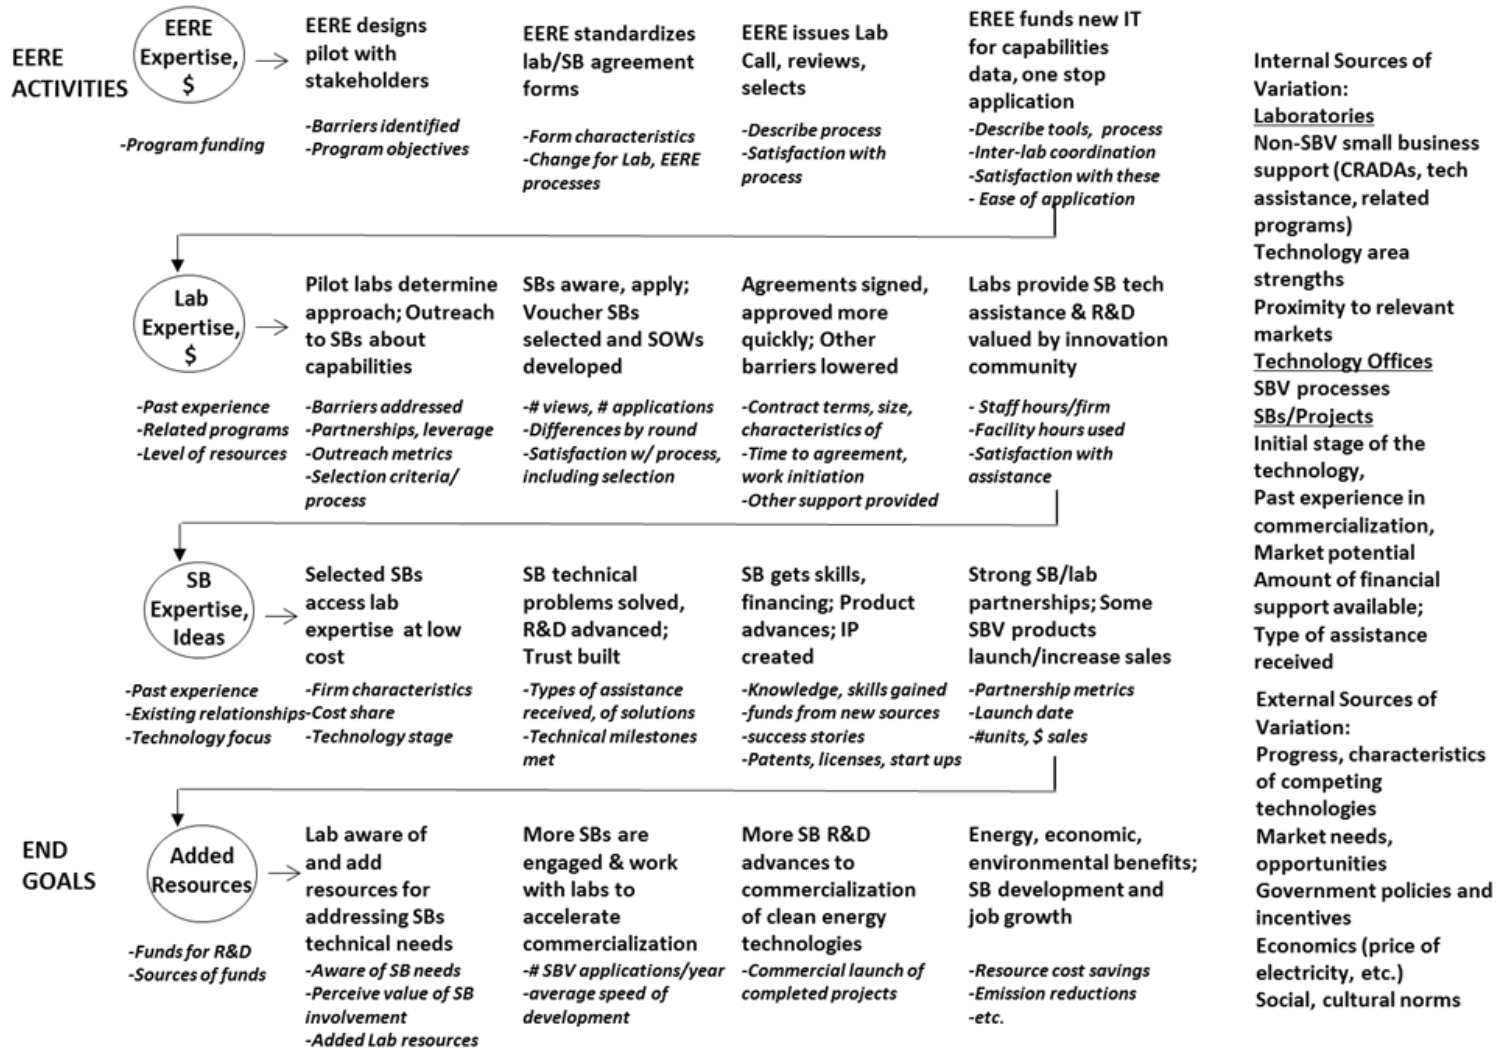 EERE
ACTIVITIES
EERE
Expertise,
$
-Program funding
EERE designs
pilot with
stakeholders
-Barriers identified
-Program objectives
EERE standardizes
lab/SB agreement
forms
-Form characteristics
-Change for Lab, EERE
processes
EERE issues Lab
Call, reviews,
selects
-Describe process
-Satisfaction with
process
EREE funds new IT
for capabilities
data, one stop
application
-Describe tools, process
-Inter-lab coordination
-Satisfaction with these
- Ease of application
Lab
Expertise,
$
-Past experience
-Related programs
-Level of resources
Pilot labs determine
approach; Outreach
to SBs about
capabilities
-Barriers addressed
-Partnerships, leverage
-Outreach metrics
-Selection criteria/
process
SBs aware, apply;
Voucher SBs
selected and SOWs
developed
-# views, # applications
-Differences by round
-Satisfaction w/ process,
including selection
Agreements signed,
approved more
quickly; Other
barriers lowered
-Contract terms, size,
characteristics of
-Time to agreement,
work initiation
-Other support provided
Labs provide SB tech
assistance & R&D
valued by innovation
community
- Staff hours/firm
-Facility hours used
-Satisfaction with
assistance
SB
Expertise,
Ideas
-Past experience
-Existing relationships
-Technology focus
Selected SBs
access lab
expertise at low
cost
-Firm characteristics
-Cost share
-Technology stage
SB technical
problems solved,
R&D advanced;
Trust built
-Types of assistance
received, of solutions
-Technical milestones
met
SB gets skills,
financing; Product
advances; IP
created
-Knowledge, skills gained
-funds from new sources
-success stories
-Patents, licenses, start ups
Strong SB/lab
partnerships; Some
SBV products
launch/increase sales
-Partnership metrics
-Launch date
-#units, $ sales
END
GOALS
Added
Resources
-Funds for R&D
-Sources of funds
Lab aware of
and add
resources for
addressing SBs
technical needs
-Aware of SB needs
-Perceive value of SB
involvement
-Added Lab resources
More SBs are
engaged & work
with labs to
accelerate
commercialization
-# SBV applications/year
-average speed of
development
More SB R&D
advances to
commercialization
of clean energy
technologies
-Commercial launch of
completed projects
Energy, economic,
environmental benefits;
SB development and
job growth
-Resource cost savings
-Emission reductions
-etc.
Internal Sources of
Variation:
Laboratories
Non-SBV small business
support (CRADAs, tech
assistance, related
programs)
Technology area
strengths
Proximity to relevant
markets
Technology Offices
SBV processes
SBs/Projects
Initial stage of the
technology,
Past experience in
commercialization,
Market potential
Amount of financial
support available;
Type of assistance
received
External Sources of
Variation:
Progress, characteristics
of competing
technologies
Market needs,
opportunities
Government policies and
incentives
Economics (price of
electricity, etc.)
Social, cultural norms